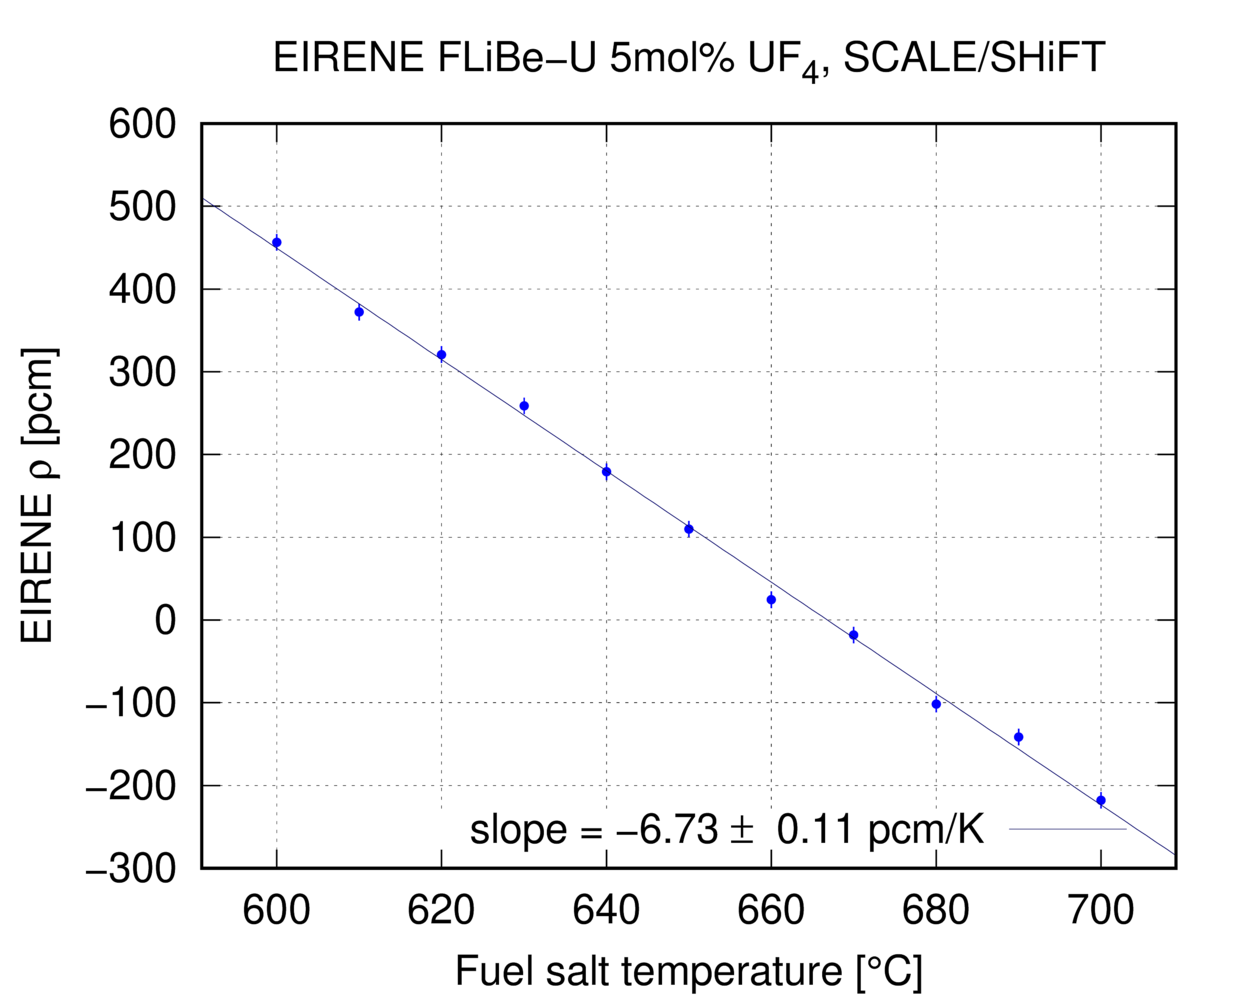 EIRENE FLiBe−U 5mol% UF4, SCALE/SHiFT
600
500
400
300
200
100
0
−100
−200
−300
EIRENE ρ [pcm]
slope = −6.73 ± 0.11 pcm/K
600 620 640 660 680 700
Fuel salt temperature [°C]